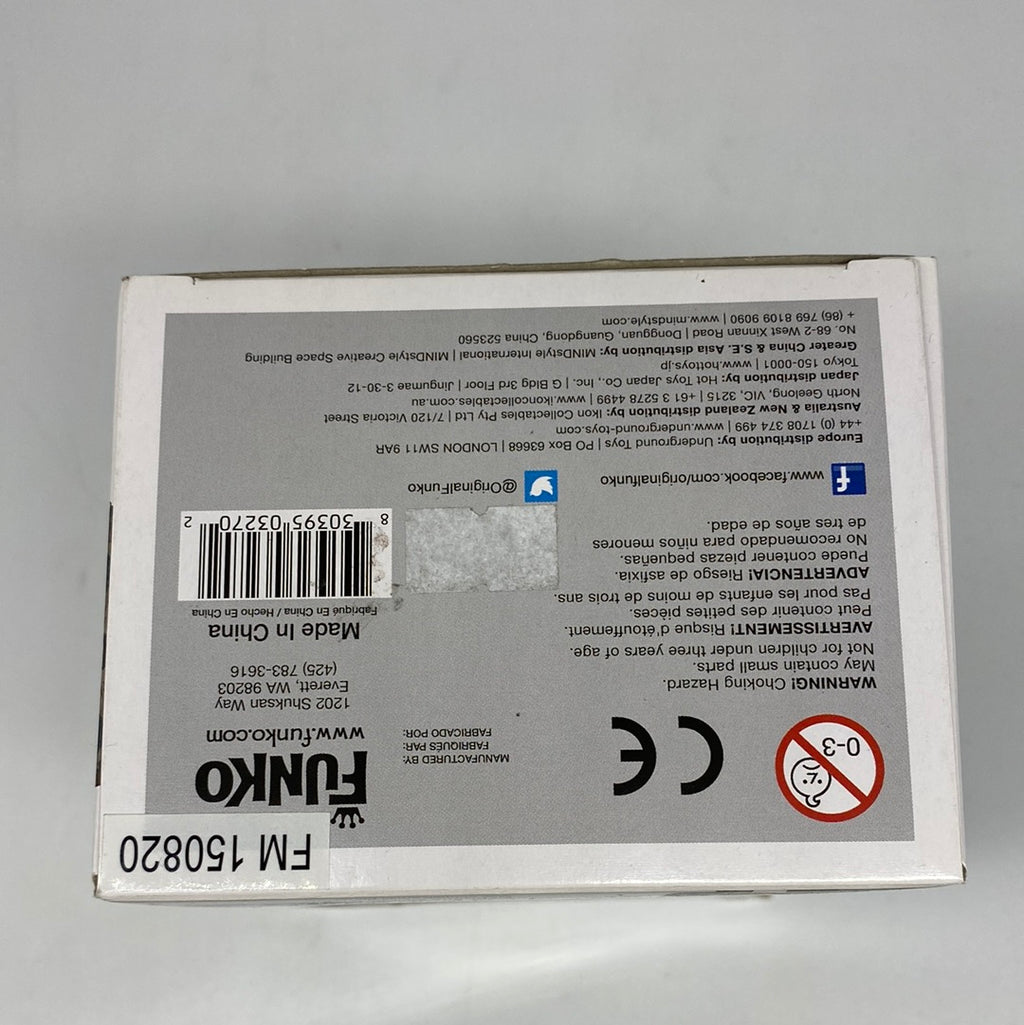 FM 150820
FUNKO
www.funko.com
1202 Shuksan Way
Everett, WA 98203
(425) 783-3616
MANUFACTURED BY:
FABRIQUÉS PAR:
FABRICADO POR:
CE
0-3
Made In China
Fabriqué En China / Hecho En China
8 30395 03270 2
WARNING! Choking Hazard.
May contain small parts.
Not for children under three years of age.
AVERTISSEMENT! Risque d'étouffement.
Peut contenir des petites pièces.
Pas pour les enfants de moins de trois ans.
ADVERTENCIA! Riesgo de asfixia.
Puede contener piezas pequeñas.
No recomendado para niños menores
de tres años de edad.
www.facebook.com/originalfunko
@OriginalFunko
Europe distribution by: Underground Toys | PO Box 63668 | LONDON SW11 9AR
+44 (0) 1708 374 499 | www.underground-toys.com
Australia & New Zealand distribution by: Ikon Collectables Pty Ltd | 7/120 Victoria Street
North Geelong, VIC, 3215 | +61 3 5278 4499 | www.ikoncollectables.com.au
Japan distribution by: Hot Toys Japan Co., Inc. | G Bldg 3rd Floor | Jingumae 3-30-12
Tokyo 150-0001 | www.hottoys.jp
Greater China & S.E. Asia distribution by: MINDstyle International | MINDstyle Creative Space Building
No. 68-2 West Xinnan Road | Dongguan, Guangdong, China 523560
+ (86) 769 8109 9090 | www.mindstyle.com